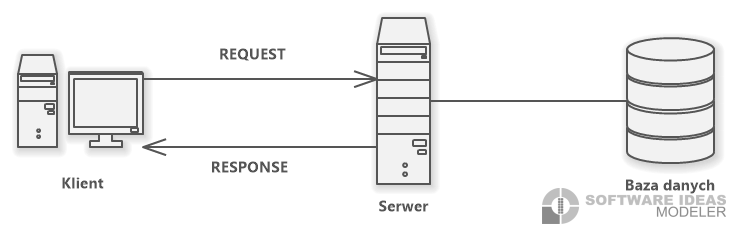 REQUEST
RESPONSE
Klient
Serwer
Baza danych
SOFTWARE IDEAS
MODELER